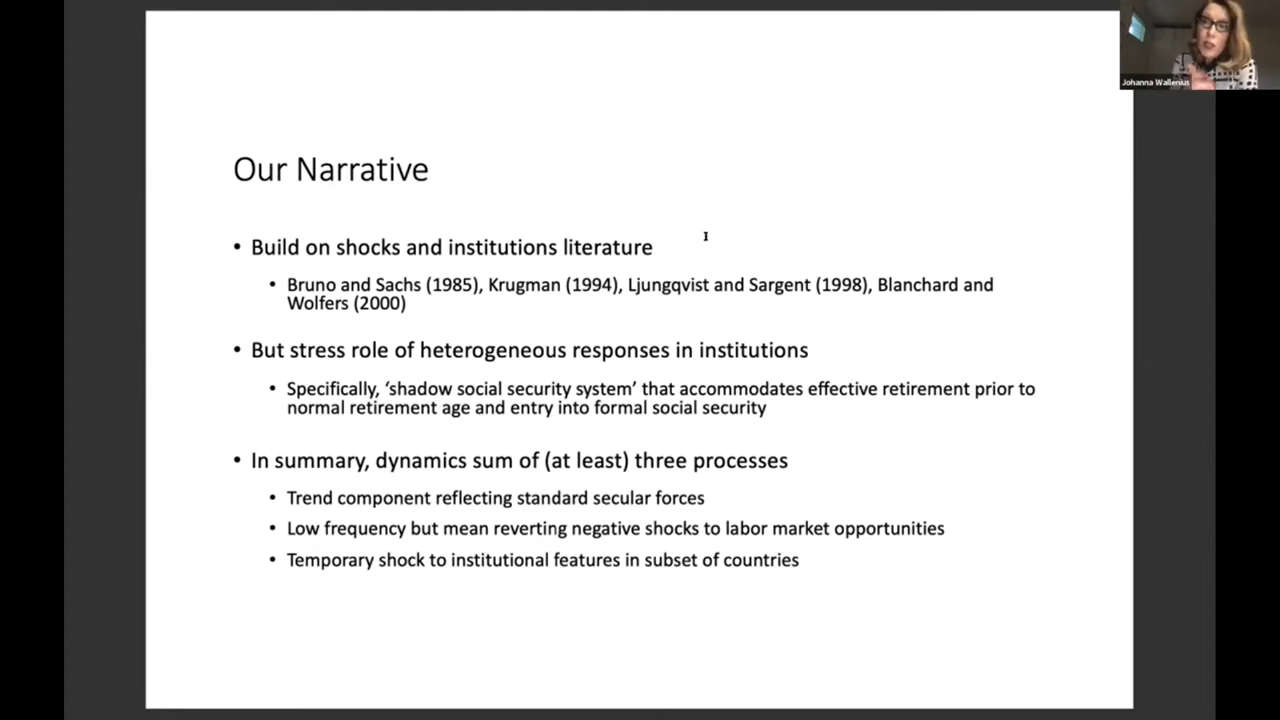 Johanna Wallenius
Our Narrative
• Build on shocks and institutions literature
• Bruno and Sachs (1985), Krugman (1994), Ljungqvist and Sargent (1998), Blanchard and
Wolfers (2000)
• But stress role of heterogeneous responses in institutions
• Specifically, ‘shadow social security system’ that accommodates effective retirement prior to
normal retirement age and entry into formal social security
• In summary, dynamics sum of (at least) three processes
• Trend component reflecting standard secular forces
• Low frequency but mean reverting negative shocks to labor market opportunities
• Temporary shock to institutional features in subset of countries